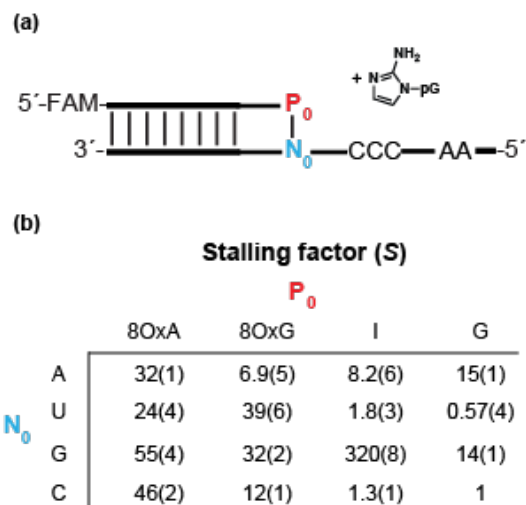 (a)
NH₂
5´-FAM- P₀ + N N-pG
3´- N₀ CCC AA -5´
(b)
Stalling factor (S)
P₀
8OxA 8OxG I G
A 32(1) 6.9(5) 8.2(6) 15(1)
U 24(4) 39(6) 1.8(3) 0.57(4)
N₀
G 55(4) 32(2) 320(8) 14(1)
C 46(2) 12(1) 1.3(1) 1